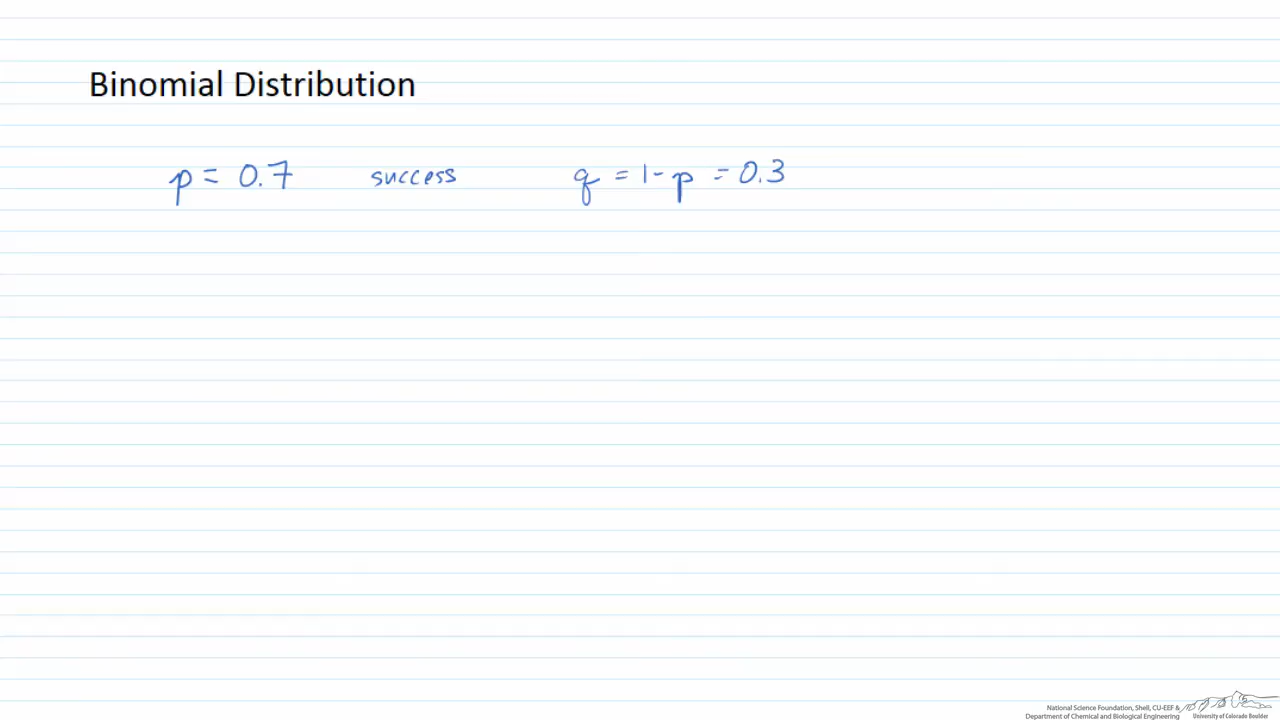 Binomial Distribution
p = 0.7 success q = 1 - p = 0.3
National Science Foundation, Shell, CU-EEF &
Department of Chemical and Biological Engineering
University of Colorado Boulder